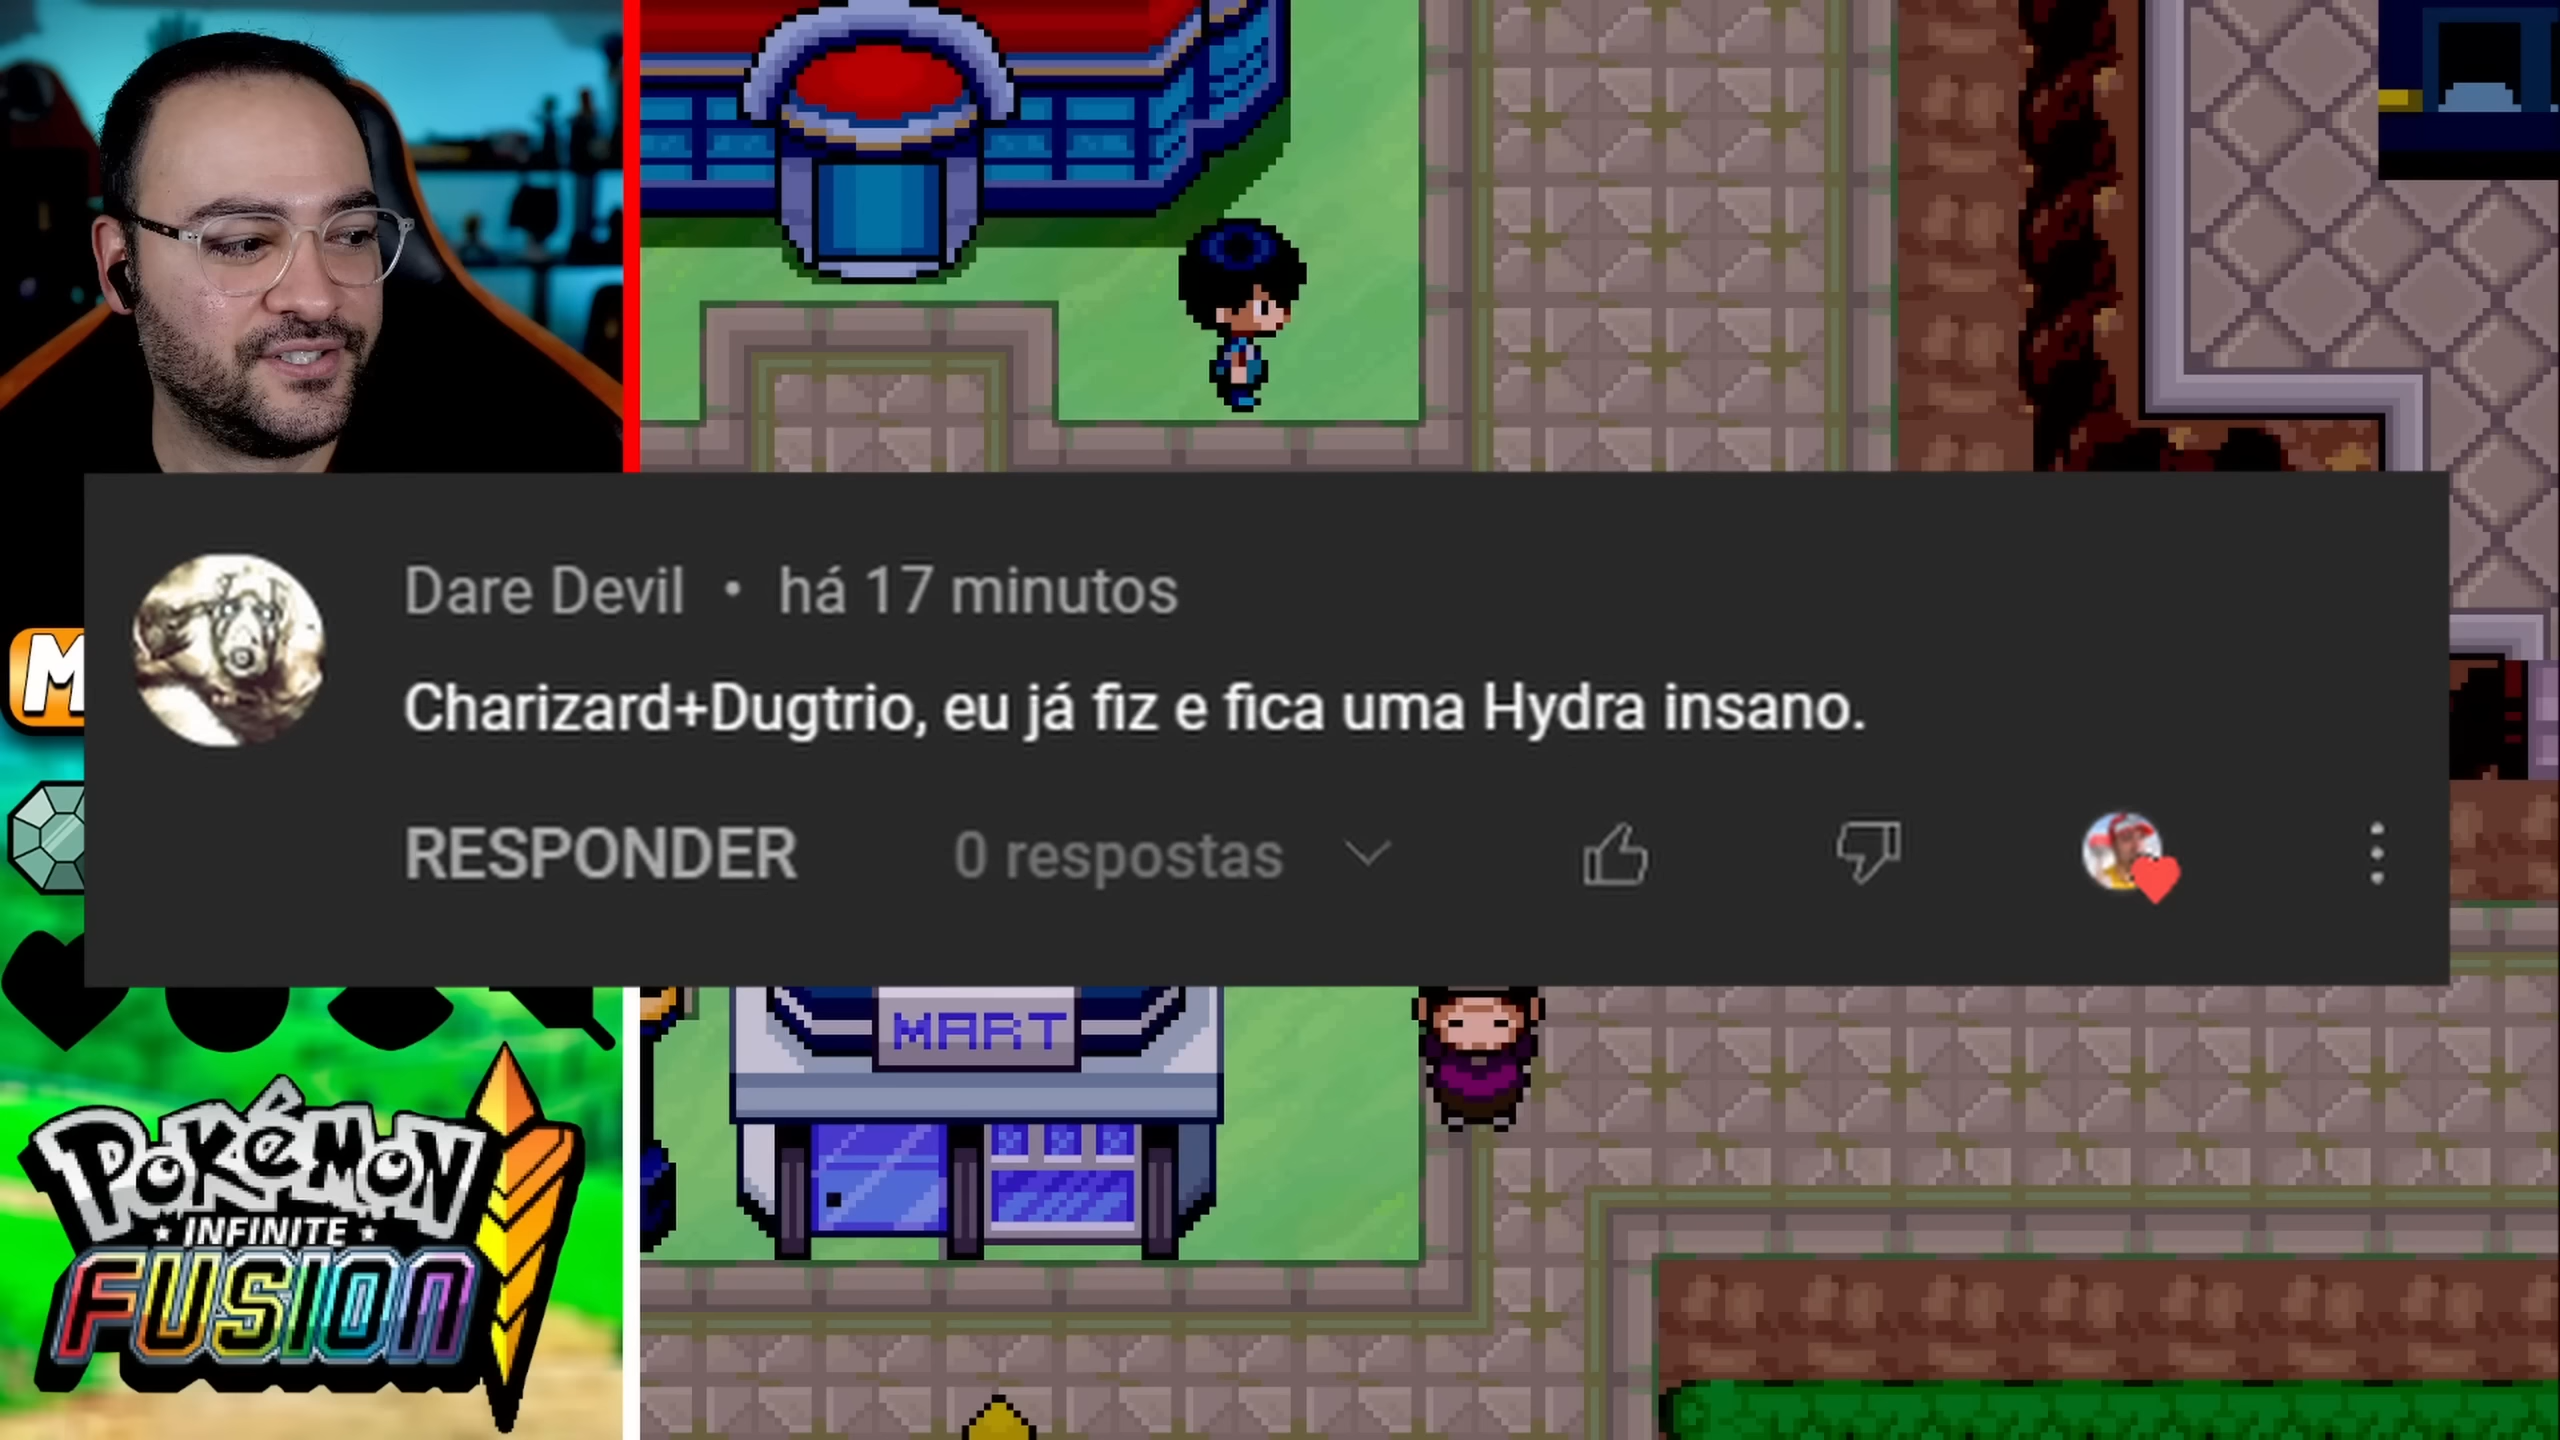 Dare Devil • há 17 minutos
Charizard+Dugtrio, eu já fiz e fica uma Hydra insano.
RESPONDER 0 respostas
M
MART
POKÉMON
INFINITE
FUSION